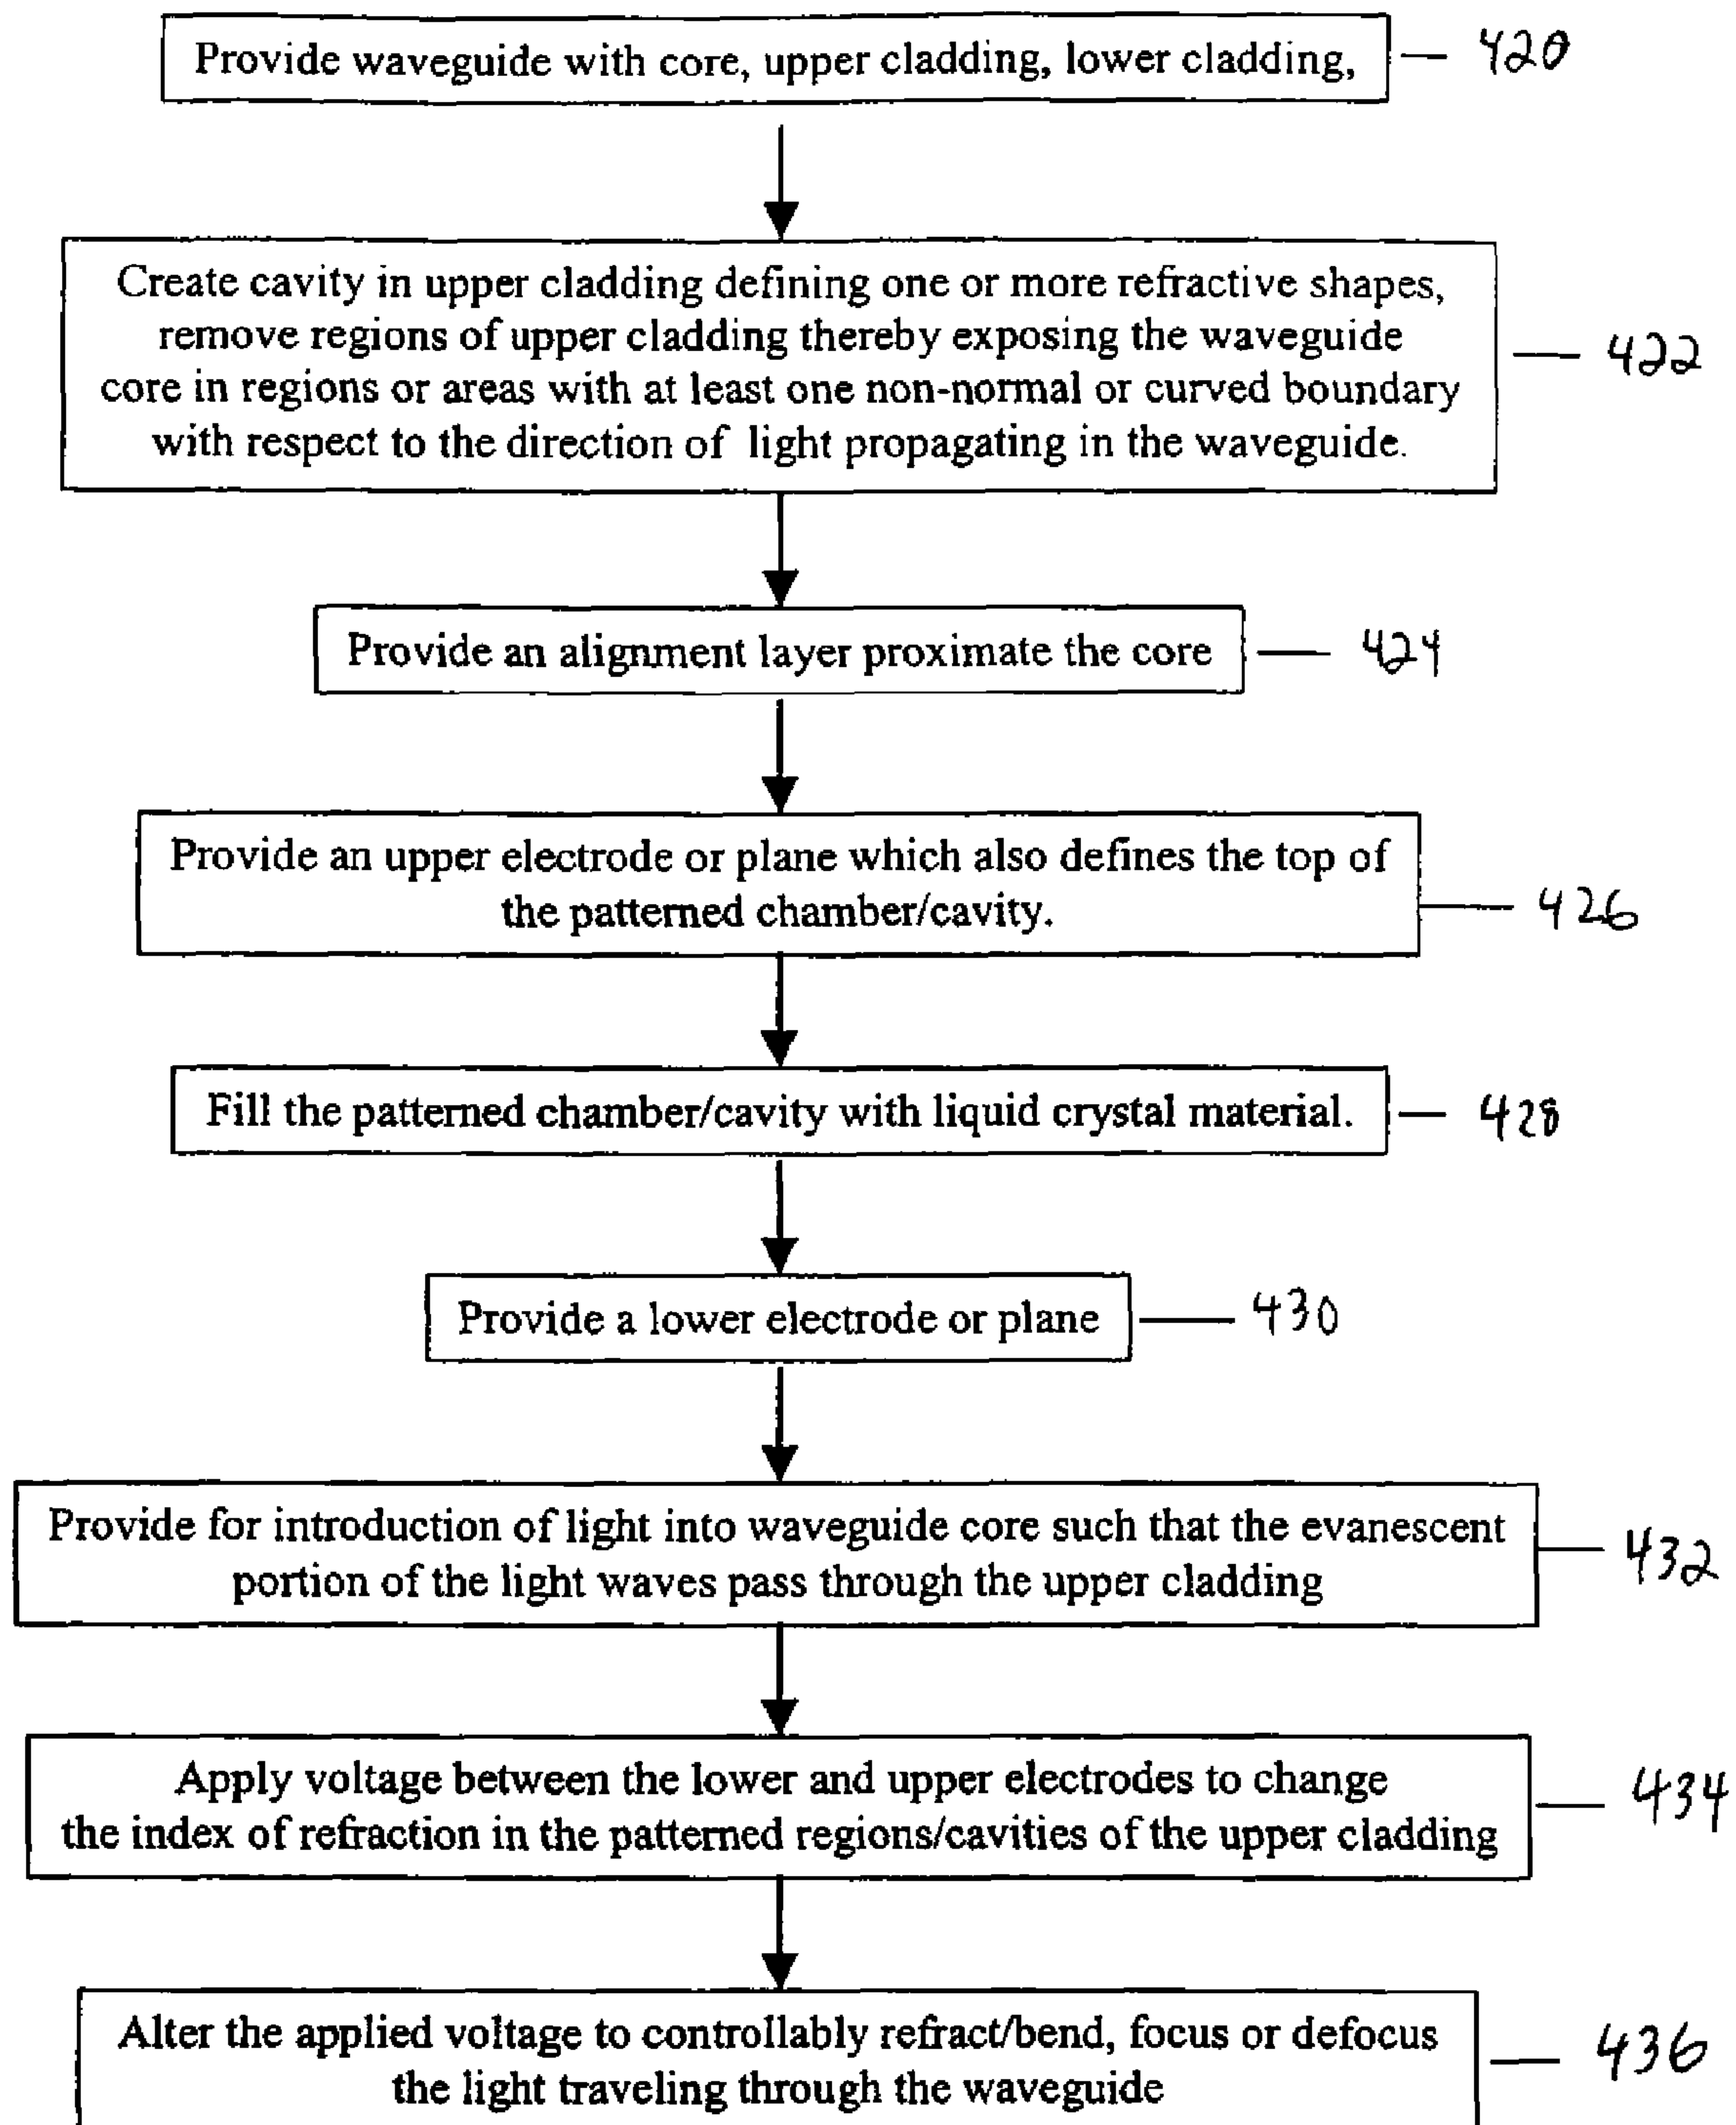 Provide waveguide with core, upper cladding, lower cladding,
420
Create cavity in upper cladding defining one or more refractive shapes,
remove regions of upper cladding thereby exposing the waveguide
core in regions or areas with at least one non-normal or curved boundary
with respect to the direction of light propagating in the waveguide.
422
Provide an alignment layer proximate the core
424
Provide an upper electrode or plane which also defines the top of
the patterned chamber/cavity.
426
Fill the patterned chamber/cavity with liquid crystal material.
428
Provide a lower electrode or plane
430
Provide for introduction of light into waveguide core such that the evanescent
portion of the light waves pass through the upper cladding
432
Apply voltage between the lower and upper electrodes to change
the index of refraction in the patterned regions/cavities of the upper cladding
434
Alter the applied voltage to controllably refract/bend, focus or defocus
the light traveling through the waveguide
436